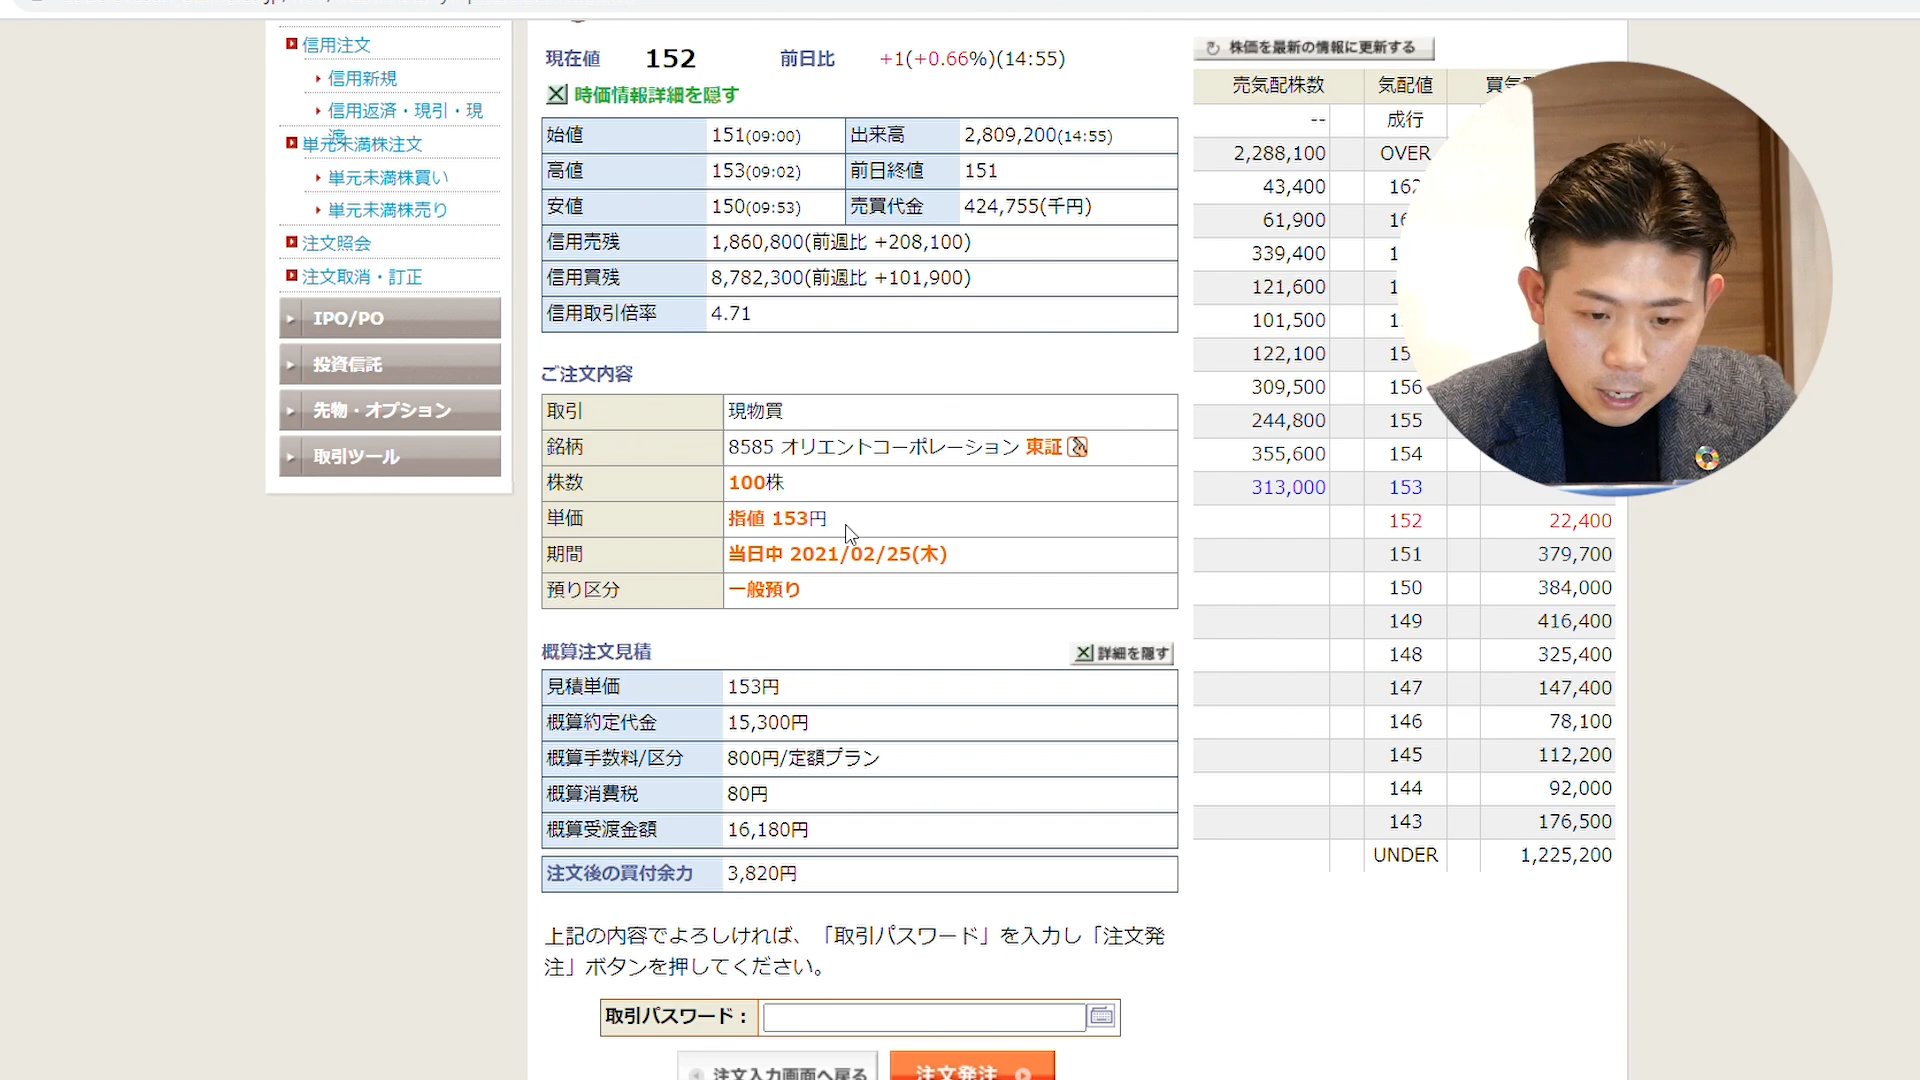 信用注文
信用新規
信用返済・現引・現渡
単元未満株注文
単元未満株買い
単元未満株売り
注文照会
注文取消・訂正
IPO/PO
投資信託
先物・オプション
取引ツール
現在値 152 前日比 +1(+0.66%)(14:55)
時価情報詳細を隠す
始値 151(09:00) 出来高 2,809,200(14:55)
高値 153(09:02) 前日終値 151
安値 150(09:53) 売買代金 424,755(千円)
信用売残 1,860,800(前週比 +208,100)
信用買残 8,782,300(前週比 +101,900)
信用取引倍率 4.71
ご注文内容
取引 現物買
銘柄 8585 オリエントコーポレーション 東証
株数 100株
単価 指値 153円
期間 当日中 2021/02/25(木)
預り区分 一般預り
概算注文見積 詳細を隠す
見積単価 153円
概算約定代金 15,300円
概算手数料/区分 800円/定額プラン
概算消費税 80円
概算受渡金額 16,180円
注文後の買付余力 3,820円
上記の内容でよろしければ、「取引パスワード」を入力し「注文発
注」ボタンを押してください。
取引パスワード：
注文入力画面へ戻る 注文発注
株価を最新の情報に更新する
売気配株数 気配値
-- 成行
2,288,100 OVER
43,400
61,900
339,400
121,600
101,500
122,100
309,500 156
244,800 155
355,600 154
313,000 153
152 22,400
151 379,700
150 384,000
149 416,400
148 325,400
147 147,400
146 78,100
145 112,200
144 92,000
143 176,500
UNDER 1,225,200